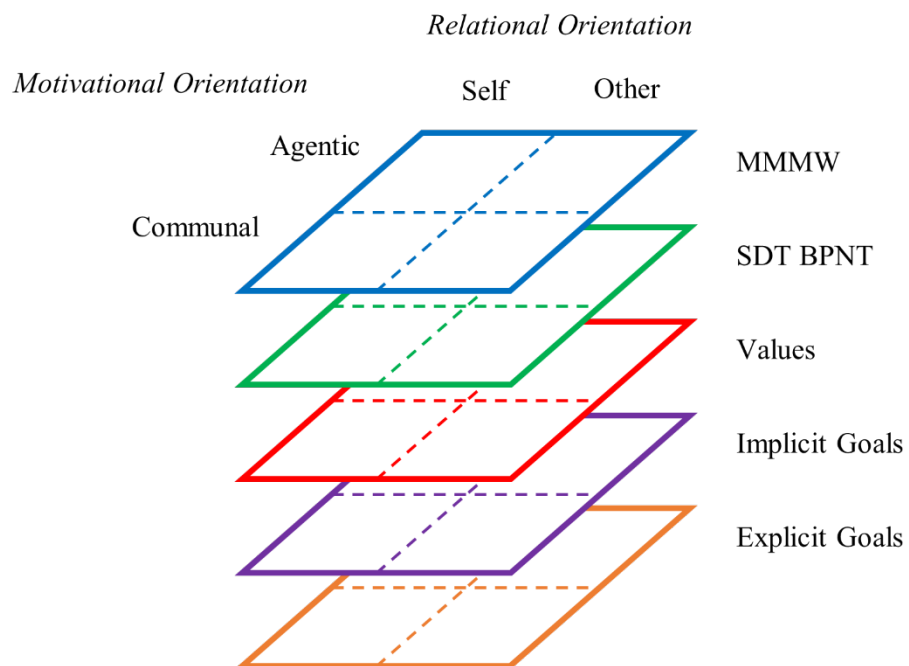 Relational Orientation
Motivational Orientation
Self
Other
Agentic
MMMW
Communal
SDT BPNT
Values
Implicit Goals
Explicit Goals